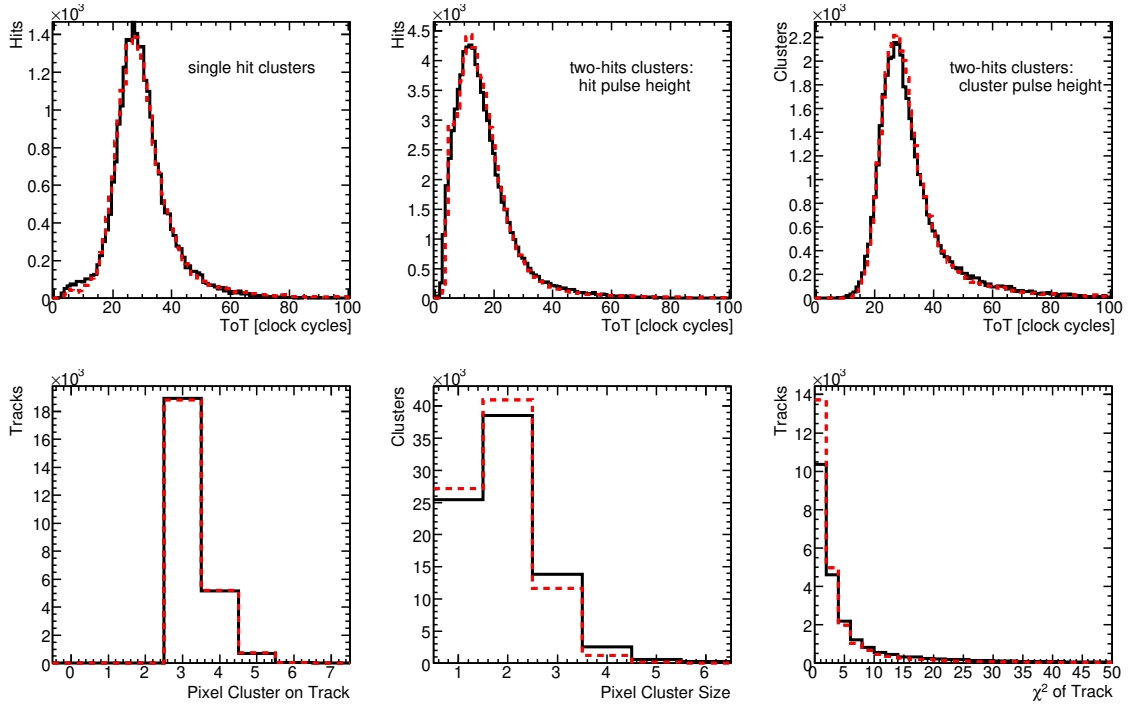 ×10³
Hits
1.4
1.2
1
0.8
0.6
0.4
0.2
0
single hit clusters
0 20 40 60 80 100
ToT [clock cycles]
×10³
Hits
4.5
4
3.5
3
2.5
2
1.5
1
0.5
0
two-hits clusters:
hit pulse height
0 20 40 60 80 100
ToT [clock cycles]
×10³
Clusters
2.2
2
1.8
1.6
1.4
1.2
1
0.8
0.6
0.4
0.2
0
two-hits clusters:
cluster pulse height
0 20 40 60 80 100
ToT [clock cycles]
×10³
Tracks
18
16
14
12
10
8
6
4
2
0
0 1 2 3 4 5 6 7
Pixel Cluster on Track
×10³
Clusters
40
35
30
25
20
15
10
5
0
1 2 3 4 5 6
Pixel Cluster Size
×10³
Tracks
14
12
10
8
6
4
2
0
0 5 10 15 20 25 30 35 40 45 50
χ² of Track